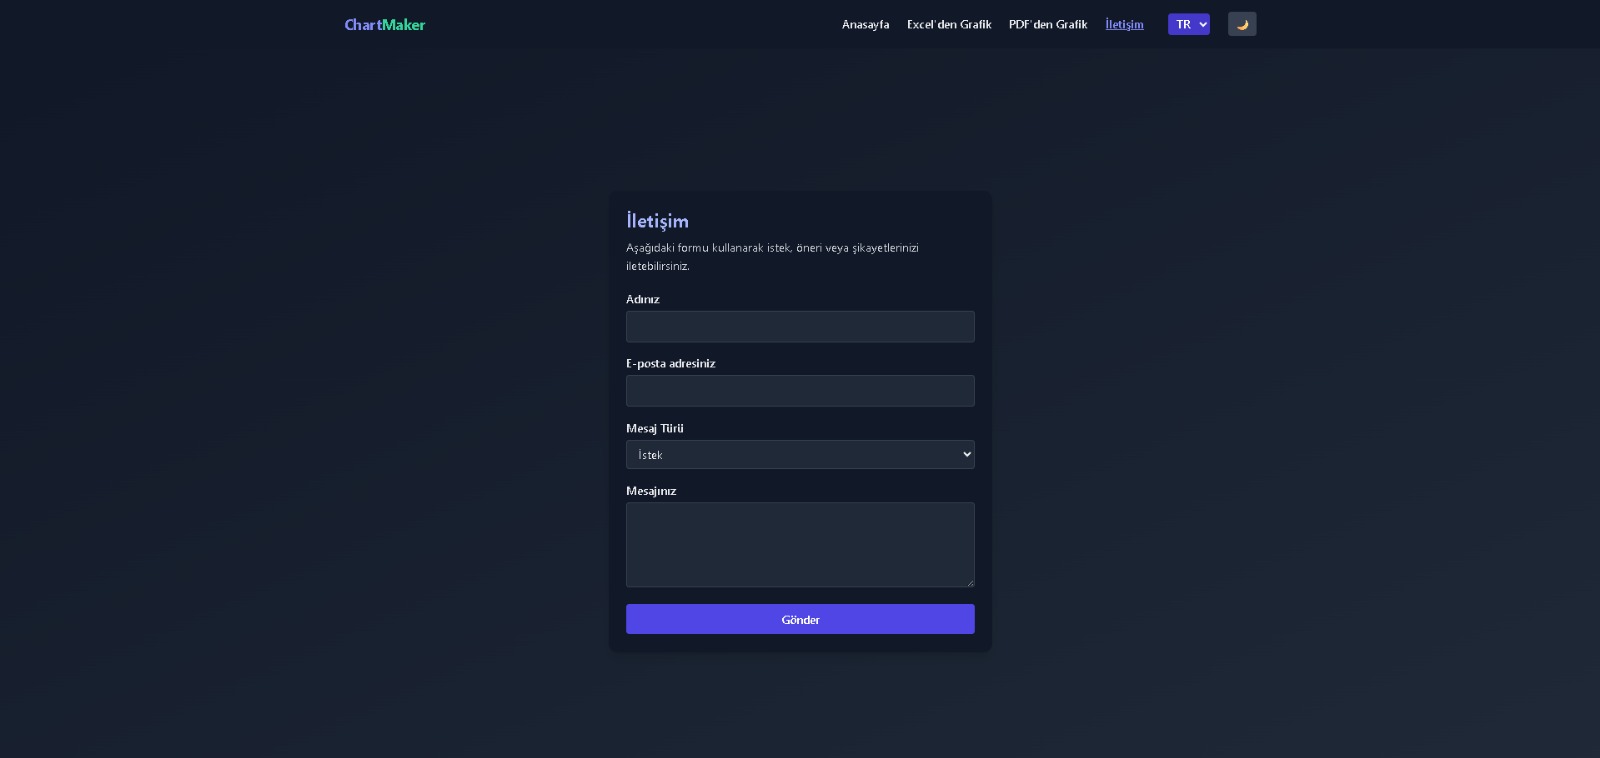 ChartMaker
Anasayfa
Excel'den Grafik
PDF'den Grafik
İletişim
TR
İletişim
Aşağıdaki formu kullanarak istek, öneri veya şikayetlerinizi
iletebilirsiniz.
Adınız
E-posta adresiniz
Mesaj Türü
İstek
Mesajınız
Gönder